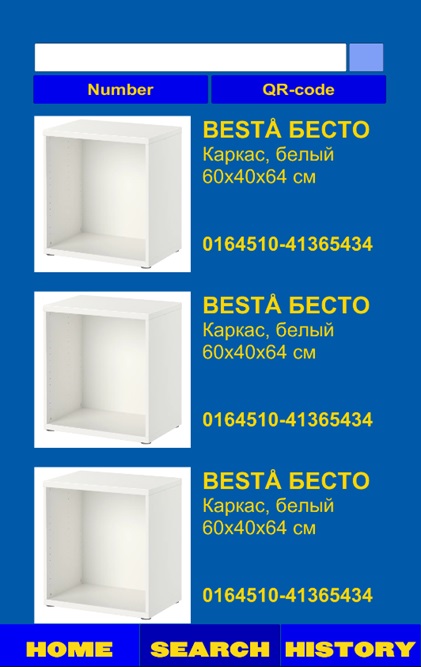 Number
QR-code
BESTÅ БЕСТО
Каркас, белый
60x40x64 см
0164510-41365434
BESTÅ БЕСТО
Каркас, белый
60x40x64 см
0164510-41365434
BESTÅ БЕСТО
Каркас, белый
60x40x64 см
0164510-41365434
HOME
SEARCH
HISTORY